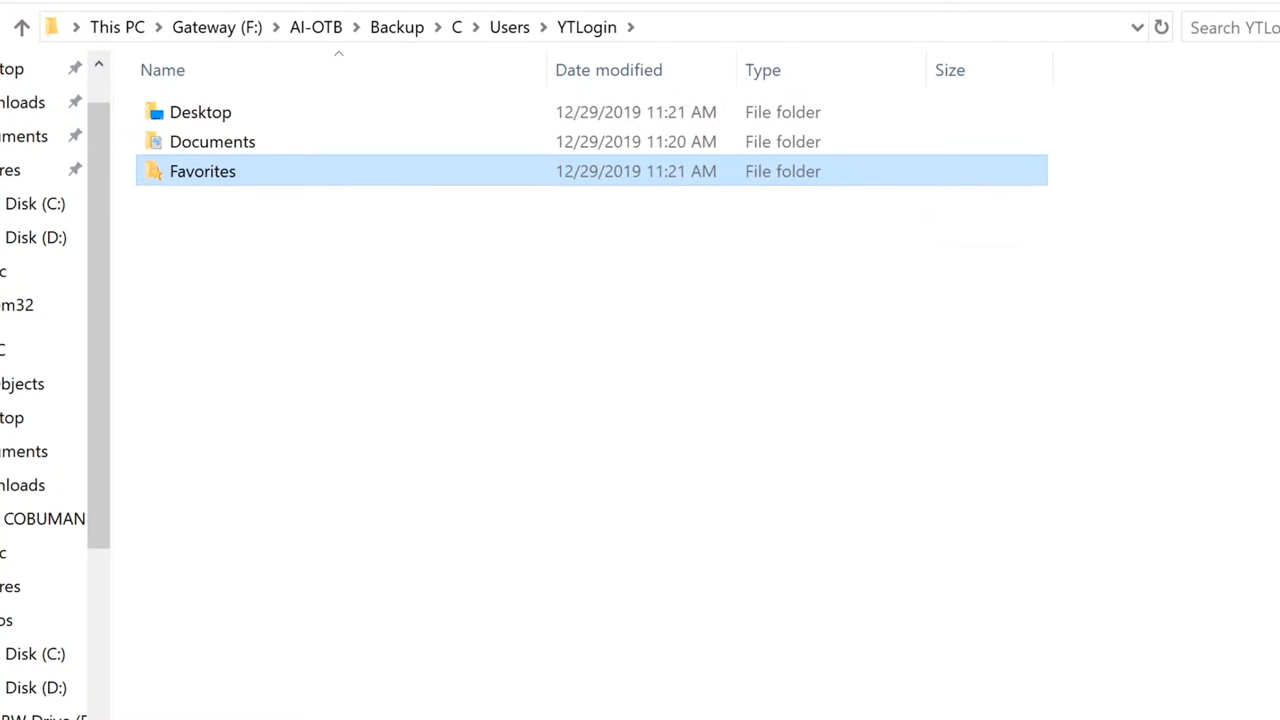 This PC > Gateway (F:) > AI-OTB > Backup > C > Users > YTLogin >
Search YTLo
Name Date modified Type Size
Desktop 12/29/2019 11:21 AM File folder
Documents 12/29/2019 11:20 AM File folder
Favorites 12/29/2019 11:21 AM File folder
top
nloads
uments
res
Disk (C:)
Disk (D:)
c
em32
C
bjects
top
uments
nloads
COBUMAN
c
res
os
Disk (C:)
Disk (D:)